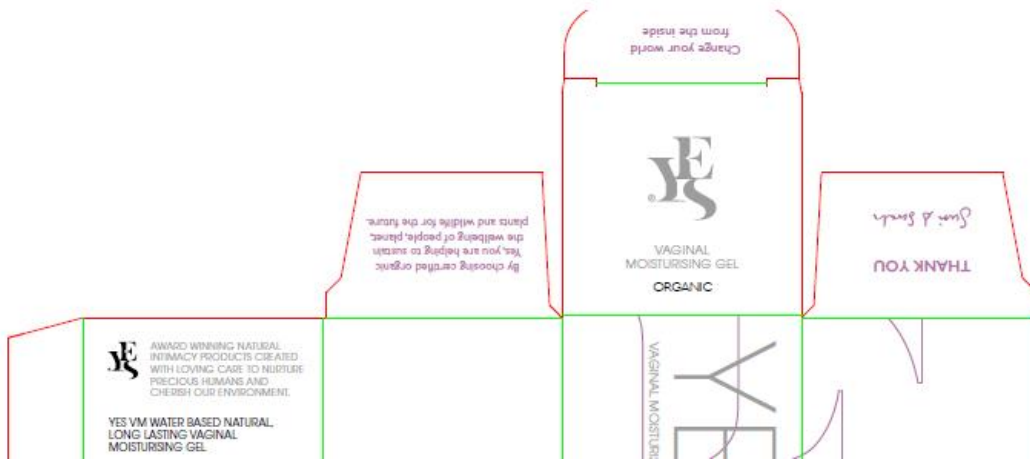 Change your world
from the inside
YES
®
VAGINAL
MOISTURISING GEL
ORGANIC
By choosing certified organic
Yes, you are helping to sustain
the wellbeing of people, planet,
plants and wildlife for the future.
THANK YOU
YES
AWARD WINNING NATURAL
INTIMACY PRODUCTS CREATED
WITH LOVING CARE TO NURTURE
PRECIOUS HUMANS AND
CHERISH OUR ENVIRONMENT.
YES VM WATER BASED NATURAL,
LONG LASTING VAGINAL
MOISTURISING GEL
VAGINAL MOISTURIS
YE